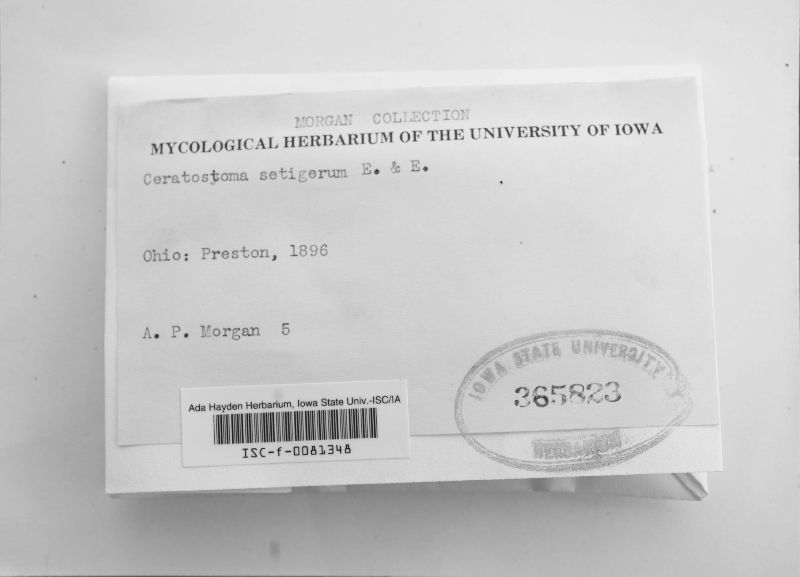 MORGAN COLLECTION
MYCOLOGICAL HERBARIUM OF THE UNIVERSITY OF IOWA
Ceratostoma setigerum E. & E.
Ohio: Preston, 1896
A. P. Morgan 5
IOWA STATE UNIVERSITY
365823
HERBARIUM
Ada Hayden Herbarium, Iowa State Univ.-ISC/IA
ISC-f-0081348